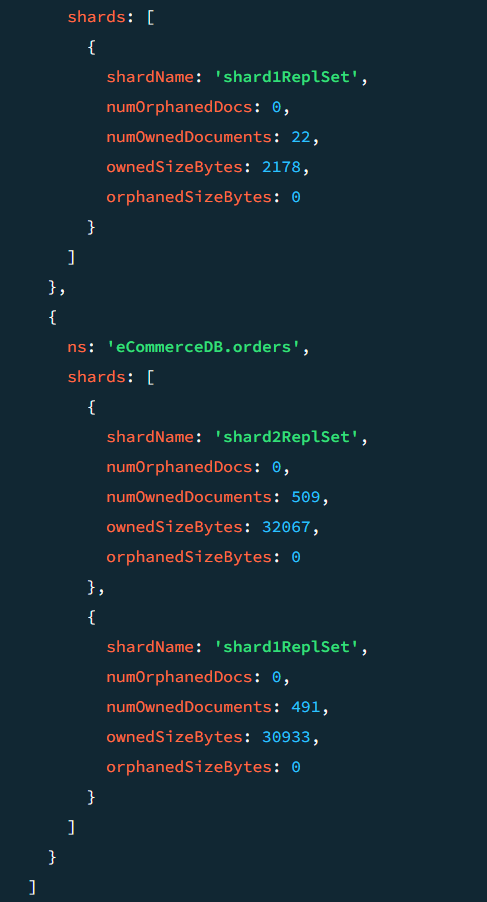 shards: [
{
shardName: 'shard1ReplSet',
numOrphanedDocs: 0,
numOwnedDocuments: 22,
ownedSizeBytes: 2178,
orphanedSizeBytes: 0
}
]
},
{
ns: 'eCommerceDB.orders',
shards: [
{
shardName: 'shard2ReplSet',
numOrphanedDocs: 0,
numOwnedDocuments: 509,
ownedSizeBytes: 32067,
orphanedSizeBytes: 0
},
{
shardName: 'shard1ReplSet',
numOrphanedDocs: 0,
numOwnedDocuments: 491,
ownedSizeBytes: 30933,
orphanedSizeBytes: 0
}
]
}
]